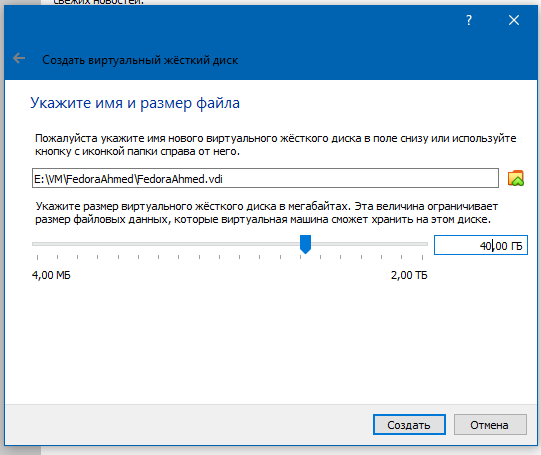 свежих новостей.
?
Создать виртуальный жёсткий диск
Укажите имя и размер файла
Пожалуйста укажите имя нового виртуального жёсткого диска в поле снизу или используйте
кнопку с иконкой папки справа от него.
E:\VM\FedoraAhmed\FedoraAhmed.vdi
Укажите размер виртуального жёсткого диска в мегабайтах. Эта величина ограничивает
размер файловых данных, которые виртуальная машина сможет хранить на этом диске.
40,00 ГБ
4,00 МБ 2,00 ТБ
Создать Отмена